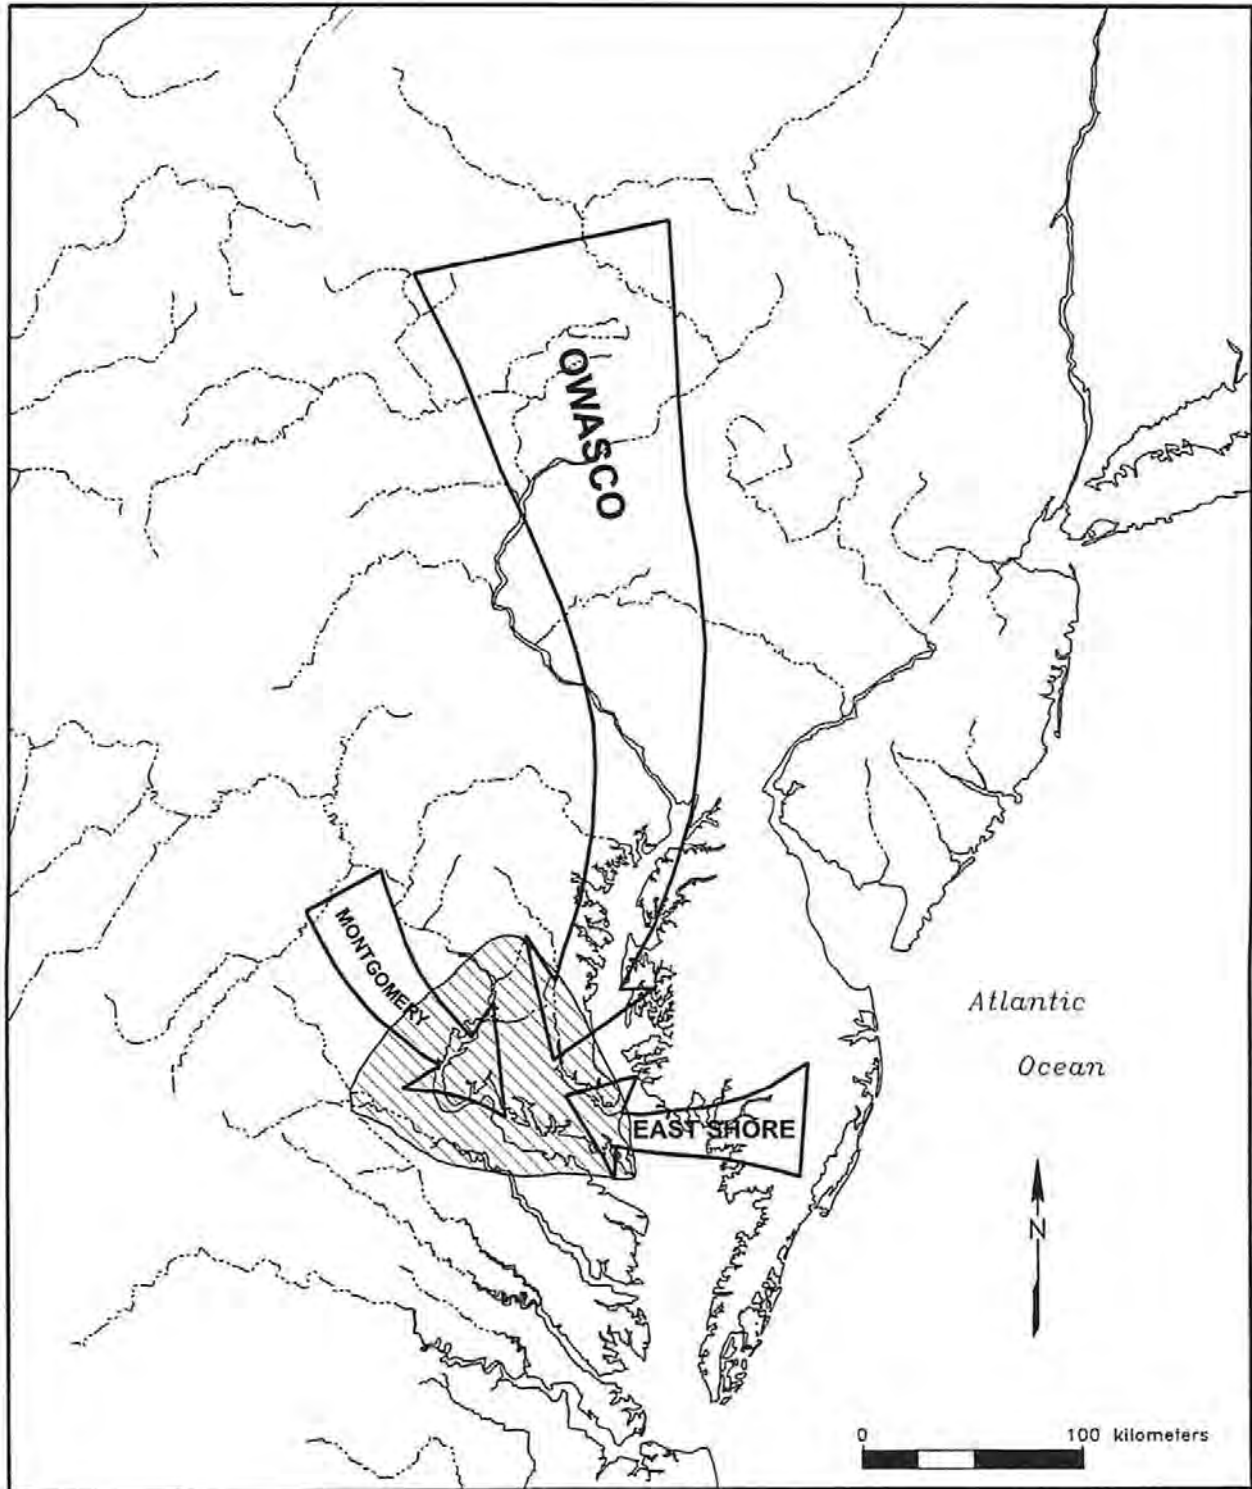 OWASCO
MONTGOMERY
EAST SHORE
Atlantic
Ocean
N
0 100 kilometers